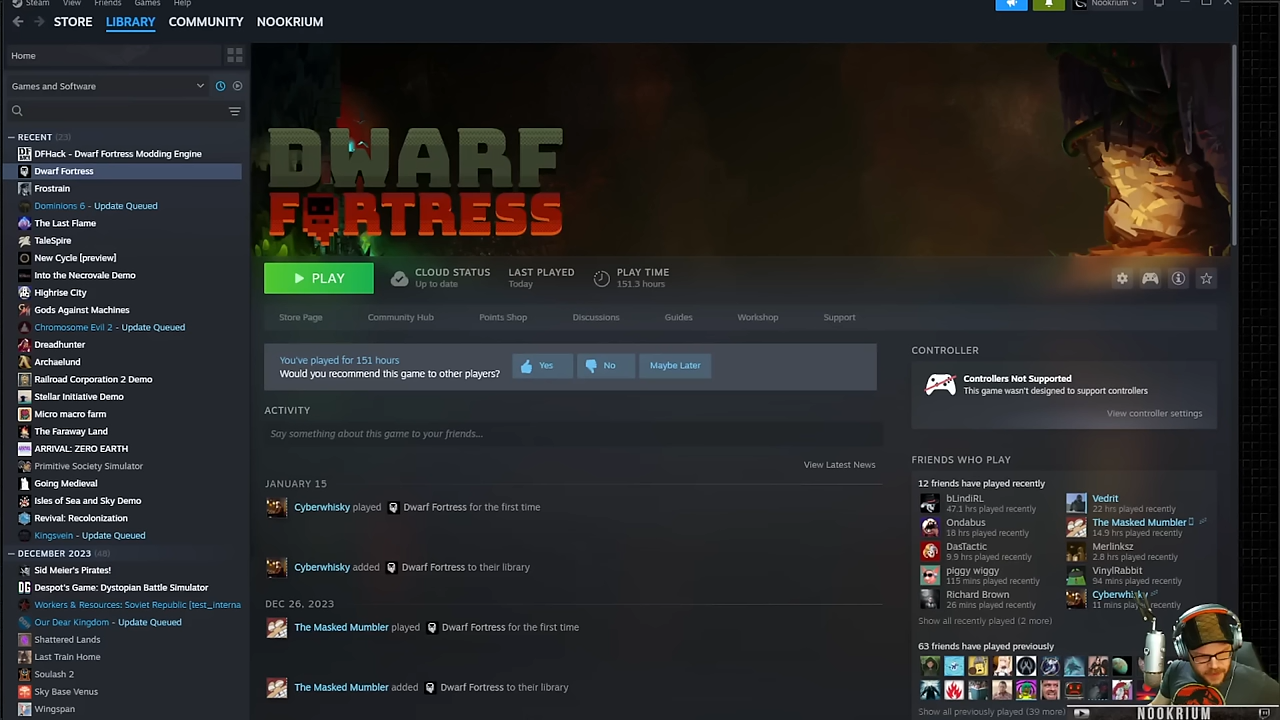 Steam View Friends Games Help
Nookrium
STORE LIBRARY COMMUNITY NOOKRIUM
Home
Games and Software
RECENT (23)
DFHack - Dwarf Fortress Modding Engine
Dwarf Fortress
Frostrain
Dominions 6 - Update Queued
The Last Flame
TaleSpire
New Cycle [preview]
Into the Necrovale Demo
Highrise City
Gods Against Machines
Chromosome Evil 2 - Update Queued
Dreadhunter
Archaelund
Railroad Corporation 2 Demo
Stellar Initiative Demo
Micro macro farm
The Faraway Land
ARRIVAL: ZERO EARTH
Primitive Society Simulator
Going Medieval
Isles of Sea and Sky Demo
Revival: Recolonization
Kingsvein - Update Queued
DECEMBER 2023 (48)
Sid Meier's Pirates!
Despot's Game: Dystopian Battle Simulator
Workers & Resources: Soviet Republic [test_interna
Our Dear Kingdom - Update Queued
Shattered Lands
Last Train Home
Soulash 2
Sky Base Venus
Wingspan
DWARF
FORTRESS
PLAY
CLOUD STATUS
Up to date
LAST PLAYED
Today
PLAY TIME
151.3 hours
Store Page Community Hub Points Shop Discussions Guides Workshop Support
You've played for 151 hours
Would you recommend this game to other players?
Yes No Maybe Later
ACTIVITY
Say something about this game to your friends...
View Latest News
JANUARY 15
Cyberwhisky played Dwarf Fortress for the first time
Cyberwhisky added Dwarf Fortress to their library
DEC 26, 2023
The Masked Mumbler played Dwarf Fortress for the first time
The Masked Mumbler added Dwarf Fortress to their library
CONTROLLER
Controllers Not Supported
This game wasn't designed to support controllers
View controller settings
FRIENDS WHO PLAY
12 friends have played recently
bLindiRL
47.1 hrs played recently
Vedrit
22 hrs played recently
Ondabus
18 hrs played recently
The Masked Mumbler
14.9 hrs played recently
DasTactic
9.9 hrs played recently
Merlinksz
2.8 hrs played recently
piggy wiggy
115 mins played recently
VinylRabbit
94 mins played recently
Richard Brown
26 mins played recently
11 mins played recently
Show all recently played (2 more)
63 friends have played previously
Show all previously played (39 more)
NOOKRIUM